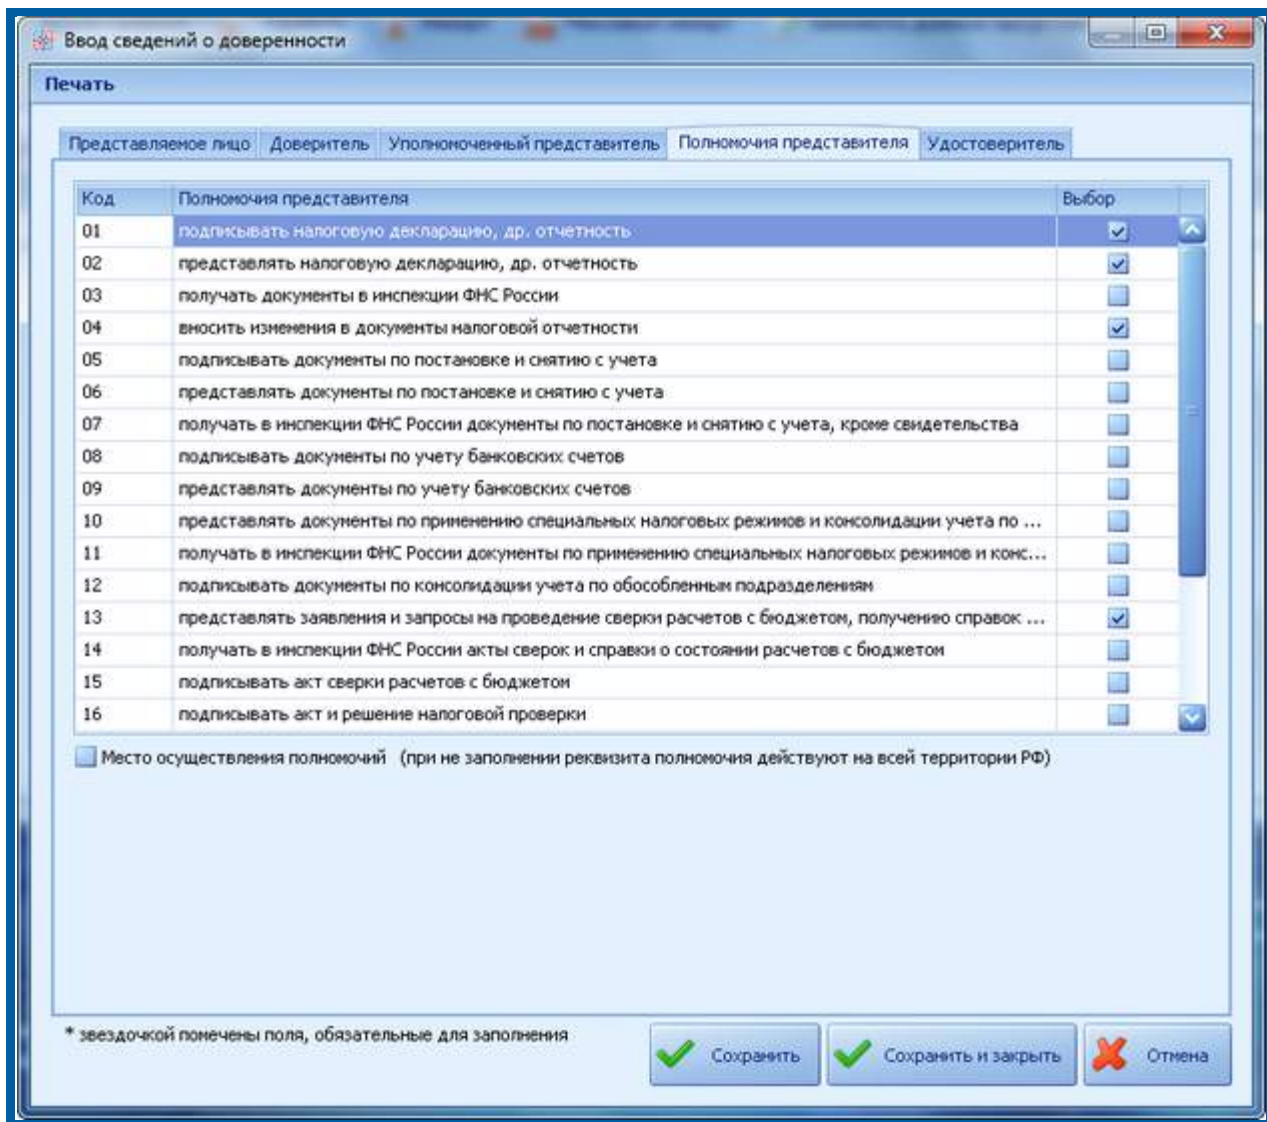 Ввод сведений о доверенности
Печать
Представляемое лицо Доверитель Уполномоченный представитель Полномочия представителя Удостоверитель
Код Полномочия представителя Выбор
01 подписывать налоговую декларацию, др. отчетность
02 представлять налоговую декларацию, др. отчетность
03 получать документы в инспекции ФНС России
04 вносить изменения в документы налоговой отчетности
05 подписывать документы по постановке и снятию с учета
06 представлять документы по постановке и снятию с учета
07 получать в инспекции ФНС России документы по постановке и снятию с учета, кроме свидетельства
08 подписывать документы по учету банковских счетов
09 представлять документы по учету банковских счетов
10 представлять документы по применению специальных налоговых режимов и консолидации учета по ...
11 получать в инспекции ФНС России документы по применению специальных налоговых режимов и конс...
12 подписывать документы по консолидации учета по обособленным подразделениям
13 представлять заявления и запросы на проведение сверки расчетов с бюджетом, получению справок ...
14 получать в инспекции ФНС России акты сверок и справки о состоянии расчетов с бюджетом
15 подписывать акт сверки расчетов с бюджетом
16 подписывать акт и решение налоговой проверки
Место осуществления полномочий (при не заполнении реквизита полномочия действуют на всей территории РФ)
* звездочкой помечены поля, обязательные для заполнения
Сохранить Сохранить и закрыть Отмена